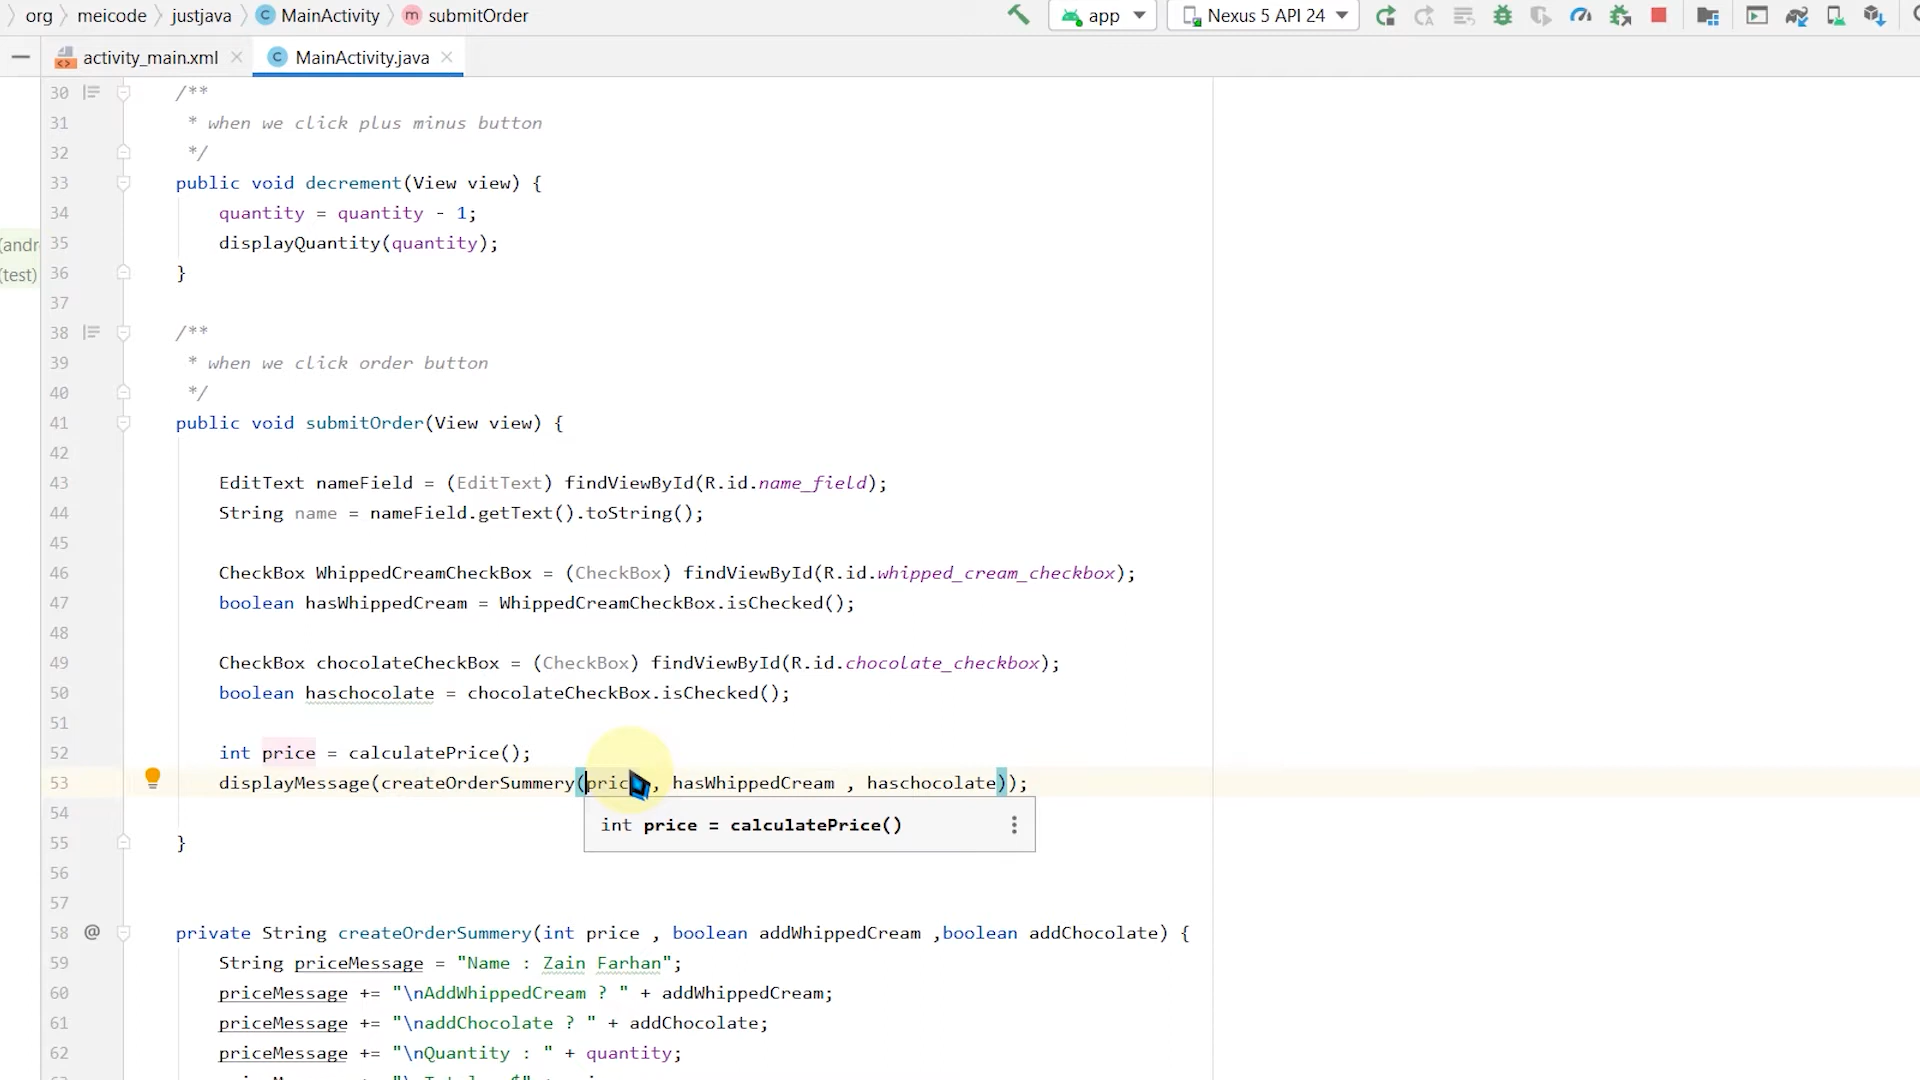 org meicode justjava C MainActivity m submitOrder app Nexus 5 API 24
activity_main.xml C MainActivity.java
30 /**
31 * when we click plus minus button
32 */
33 public void decrement(View view) {
34 quantity = quantity - 1;
(andr 35 displayQuantity(quantity);
(test) 36 }
37
38 /**
39 * when we click order button
40 */
41 public void submitOrder(View view) {
42
43 EditText nameField = (EditText) findViewById(R.id.name_field);
44 String name = nameField.getText().toString();
45
46 CheckBox WhippedCreamCheckBox = (CheckBox) findViewById(R.id.whipped_cream_checkbox);
47 boolean hasWhippedCream = WhippedCreamCheckBox.isChecked();
48
49 CheckBox chocolateCheckBox = (CheckBox) findViewById(R.id.chocolate_checkbox);
50 boolean haschocolate = chocolateCheckBox.isChecked();
51
52 int price = calculatePrice();
53 displayMessage(createOrderSummery(pric , hasWhippedCream , haschocolate));
54
int price = calculatePrice()
55 }
56
57
58 @ private String createOrderSummery(int price , boolean addWhippedCream ,boolean addChocolate) {
59 String priceMessage = "Name : Zain Farhan";
60 priceMessage += "\nAddWhippedCream ? " + addWhippedCream;
61 priceMessage += "\naddChocolate ? " + addChocolate;
62 priceMessage += "\nQuantity : " + quantity;